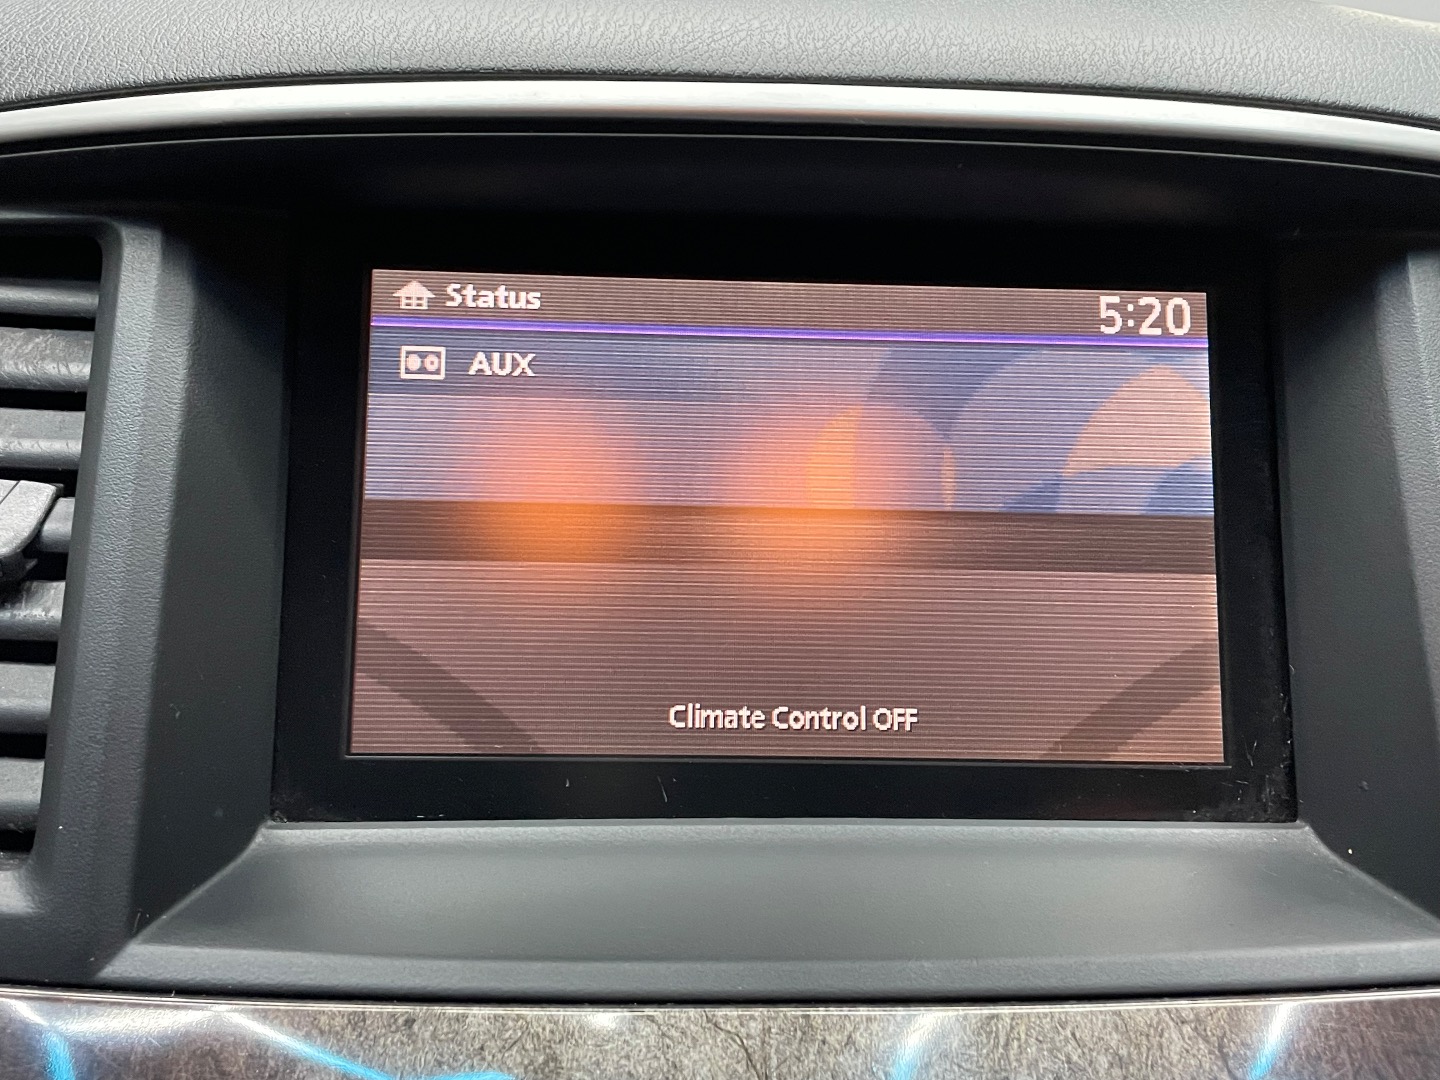 Status
5:20
AUX
Climate Control OFF